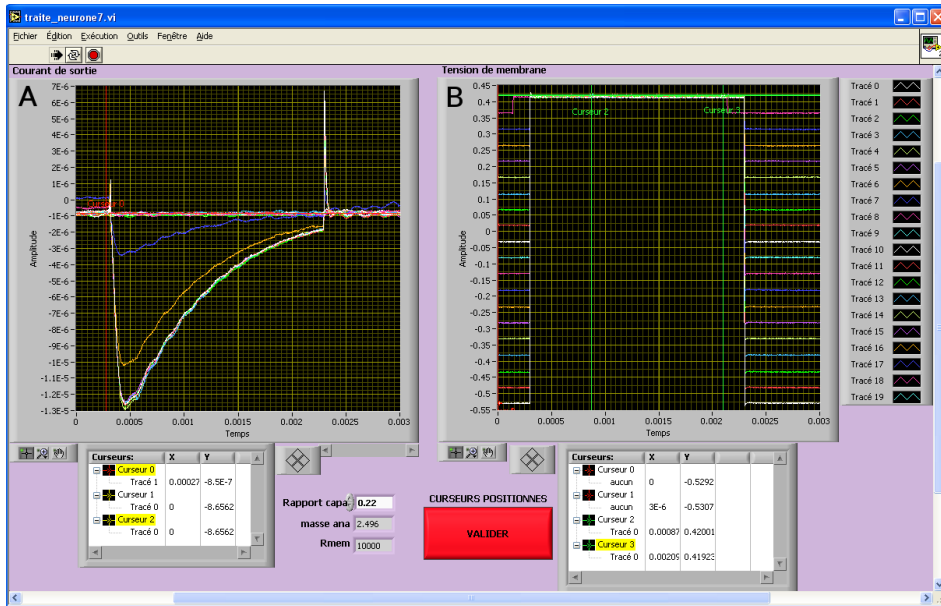 traite_neurone7.vi
Fichier Édition Exécution Outils Fenêtre Aide
Courant de sortie
A
7E-6
6E-6
5E-6
4E-6
3E-6
2E-6
1E-6
0
-1E-6
-2E-6
-3E-6
-4E-6
-5E-6
-6E-6
-7E-6
-8E-6
-9E-6
-1E-5
-1.1E-5
-1.2E-5
-1.3E-5
Amplitude
Curseur 0
0 0.0005 0.001 0.0015 0.002 0.0025 0.003
Temps
Tension de membrane
B
0.45
0.4
0.35
0.3
0.25
0.2
0.15
0.1
0.05
0
-0.05
-0.1
-0.15
-0.2
-0.25
-0.3
-0.35
-0.4
-0.45
-0.5
-0.55
Amplitude
Curseur 2
Curseur 3
0 0.0005 0.001 0.0015 0.002 0.0025 0.003
Temps
Tracé 0
Tracé 1
Tracé 2
Tracé 3
Tracé 4
Tracé 5
Tracé 6
Tracé 7
Tracé 8
Tracé 9
Tracé 10
Tracé 11
Tracé 12
Tracé 13
Tracé 14
Tracé 15
Tracé 16
Tracé 17
Tracé 18
Tracé 19
Curseurs: X Y
Curseur 0
Tracé 1 0.00027 -8.5E-7
Curseur 1
Tracé 0 0 -8.6562
Curseur 2
Tracé 0 0 -8.6562
Rapport capa 0.22
masse ana 2.496
Rmem 10000
CURSEURS POSITIONNES
VALIDER
Curseurs: X Y
Curseur 0
aucun 0 -0.5292
Curseur 1
aucun 3E-6 -0.5307
Curseur 2
Tracé 0 0.00087 0.42001
Curseur 3
Tracé 0 0.00209 0.41923